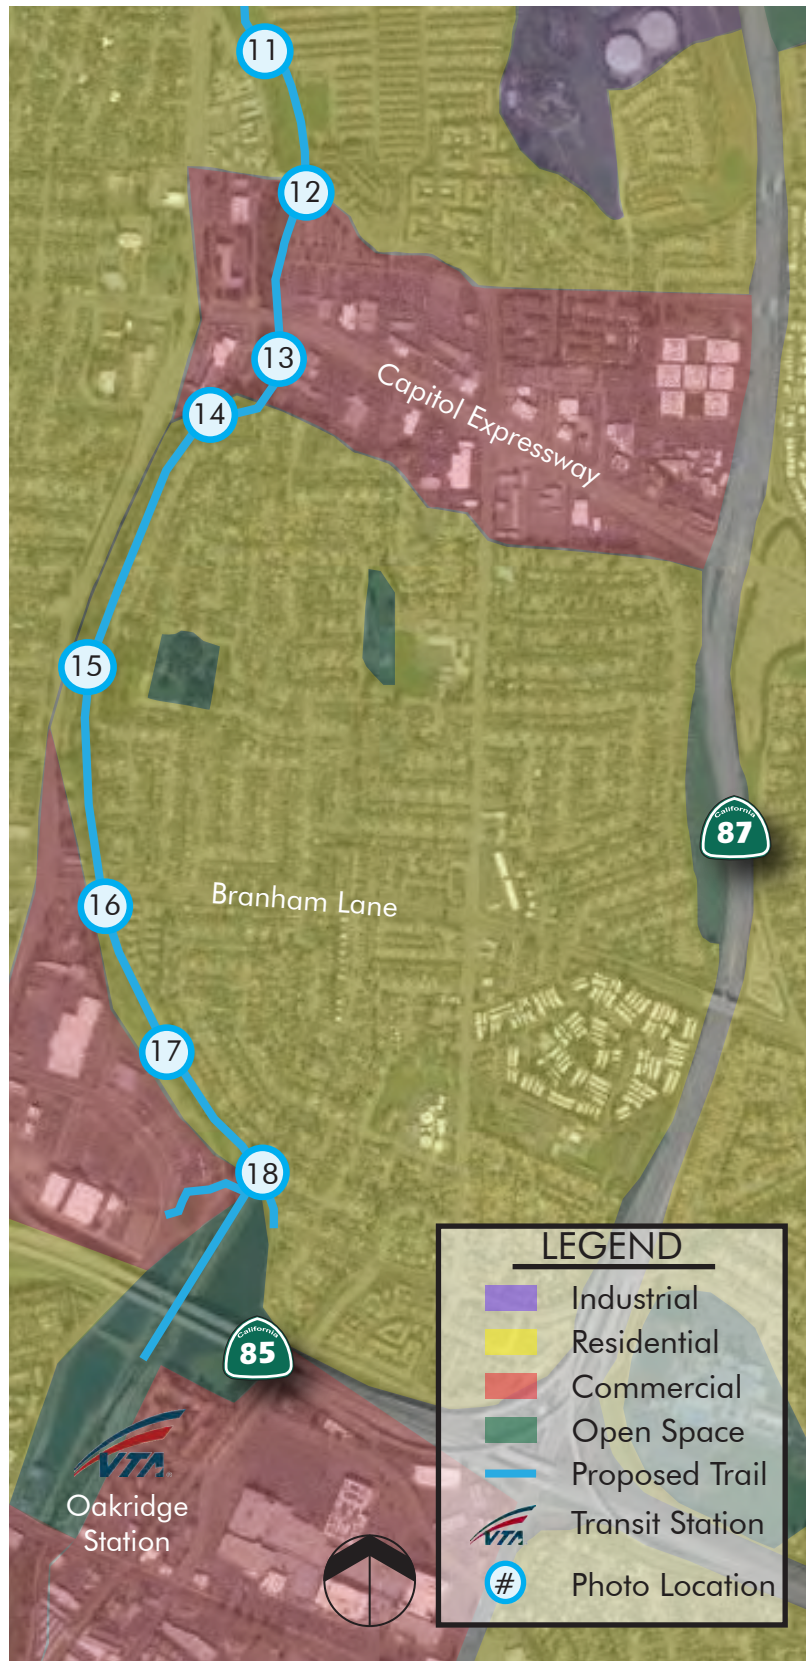 11
12
13
Capitol Expressway
14
15
California
87
Branham Lane
16
17
18
California
85
VTA
Oakridge
Station
LEGEND
Industrial
Residential
Commercial
Open Space
Proposed Trail
VTA
Transit Station
#
Photo Location